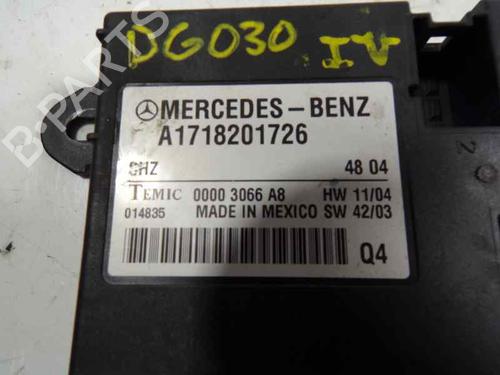 DG030 IV
MERCEDES-BENZ
A1718201726
SHZ 48 04
TEMIC 0000 3066 A8 HW 11/04
014835 MADE IN MEXICO SW 42/03
Q4
2
B-PARTS